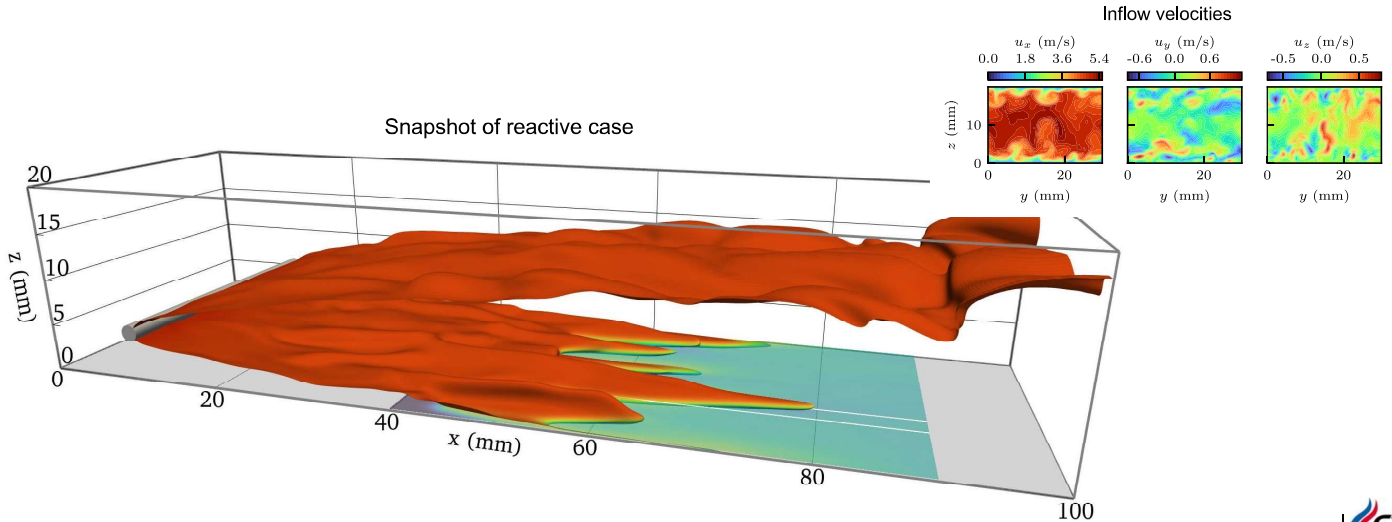 Inflow velocities
u_x (m/s)
u_y (m/s)
u_z (m/s)
0.0 1.8 3.6 5.4
-0.6 0.0 0.6
-0.5 0.0 0.5
z (mm)
10
0
0 20
0 20
0 20
y (mm)
y (mm)
y (mm)
Snapshot of reactive case
20
15
10
5
0
z (mm)
0
20
40
60
80
100
x (mm)